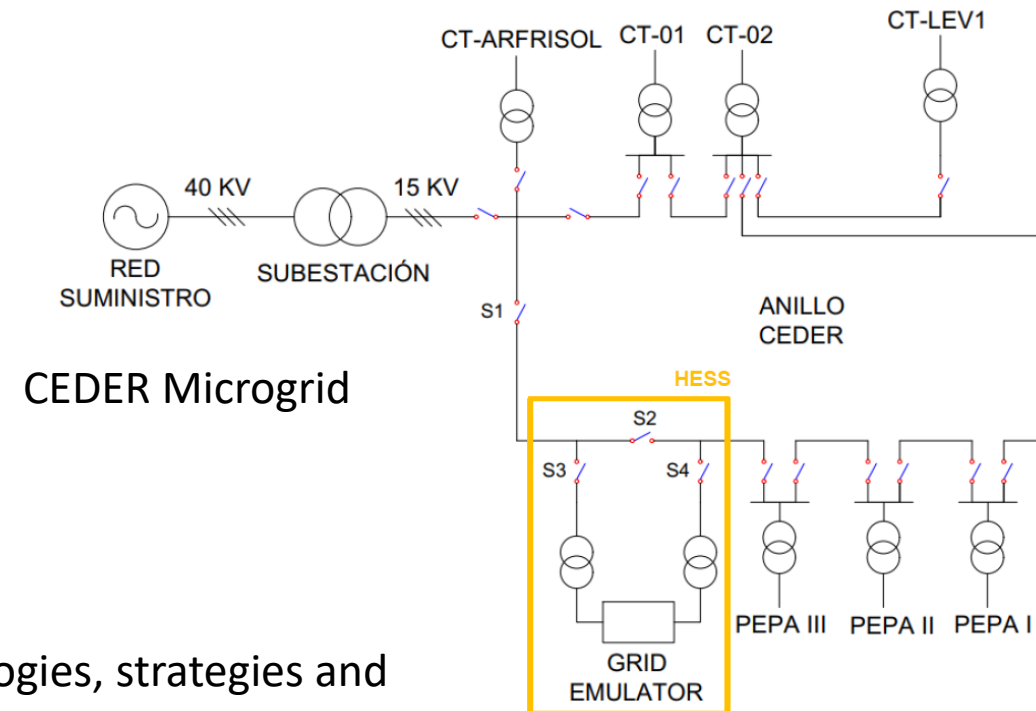 CT-ARFRISOL
CT-01
CT-02
CT-LEV1
40 KV
15 KV
RED
SUMINISTRO
SUBESTACIÓN
S1
ANILLO
CEDER
CEDER Microgrid
HESS
S2
S3
S4
PEPA III
PEPA II
PEPA I
GRID
EMULATOR
ogies, strategies and